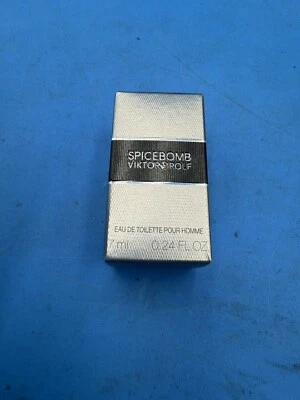 SPICEBOMB
VIKTOR&ROLF
EAU DE TOILETTE POUR HOMME
7 ml 0.24 FL OZ